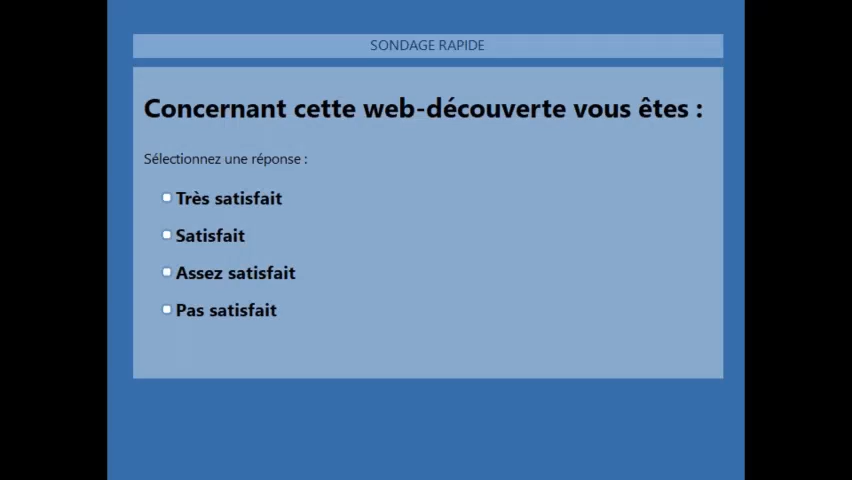 SONDAGE RAPIDE
Concernant cette web-découverte vous êtes :
Sélectionnez une réponse :
Très satisfait
Satisfait
Assez satisfait
Pas satisfait